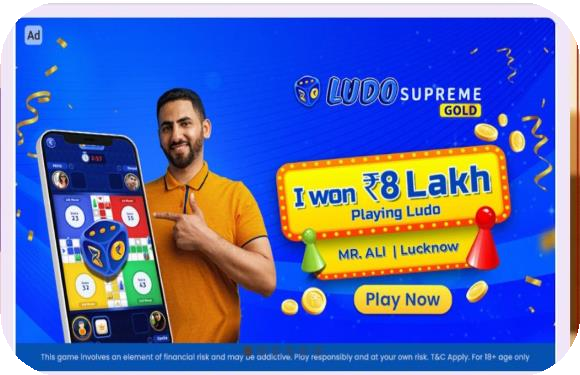 Ad
LUDO SUPREME
GOLD
I won ₹8 Lakh
Playing Ludo
MR. ALI | Lucknow
Play Now
This game involves an element of financial risk and may be addictive. Play responsibly and at your own risk. T&C Apply. For 18+ age only